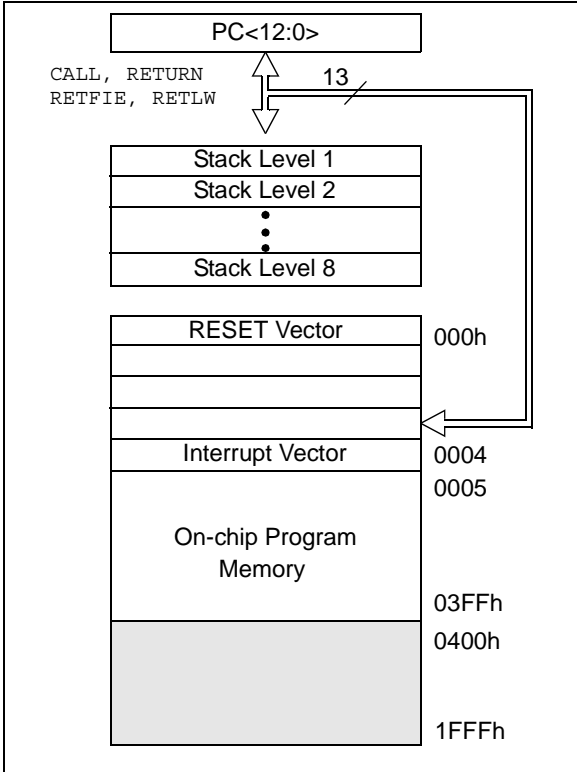 PC<12:0>
CALL, RETURN
RETFIE, RETLW
13
Stack Level 1
Stack Level 2
Stack Level 8
RESET Vector
000h
Interrupt Vector
0004
0005
On-chip Program
Memory
03FFh
0400h
1FFFh